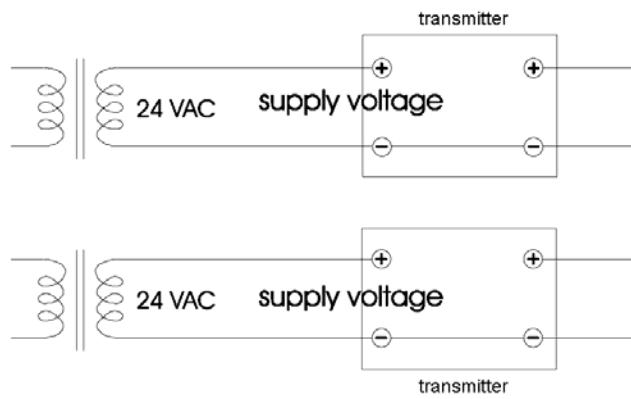 transmitter
+ +
24 VAC supply voltage
− −
+ +
24 VAC supply voltage
− −
transmitter